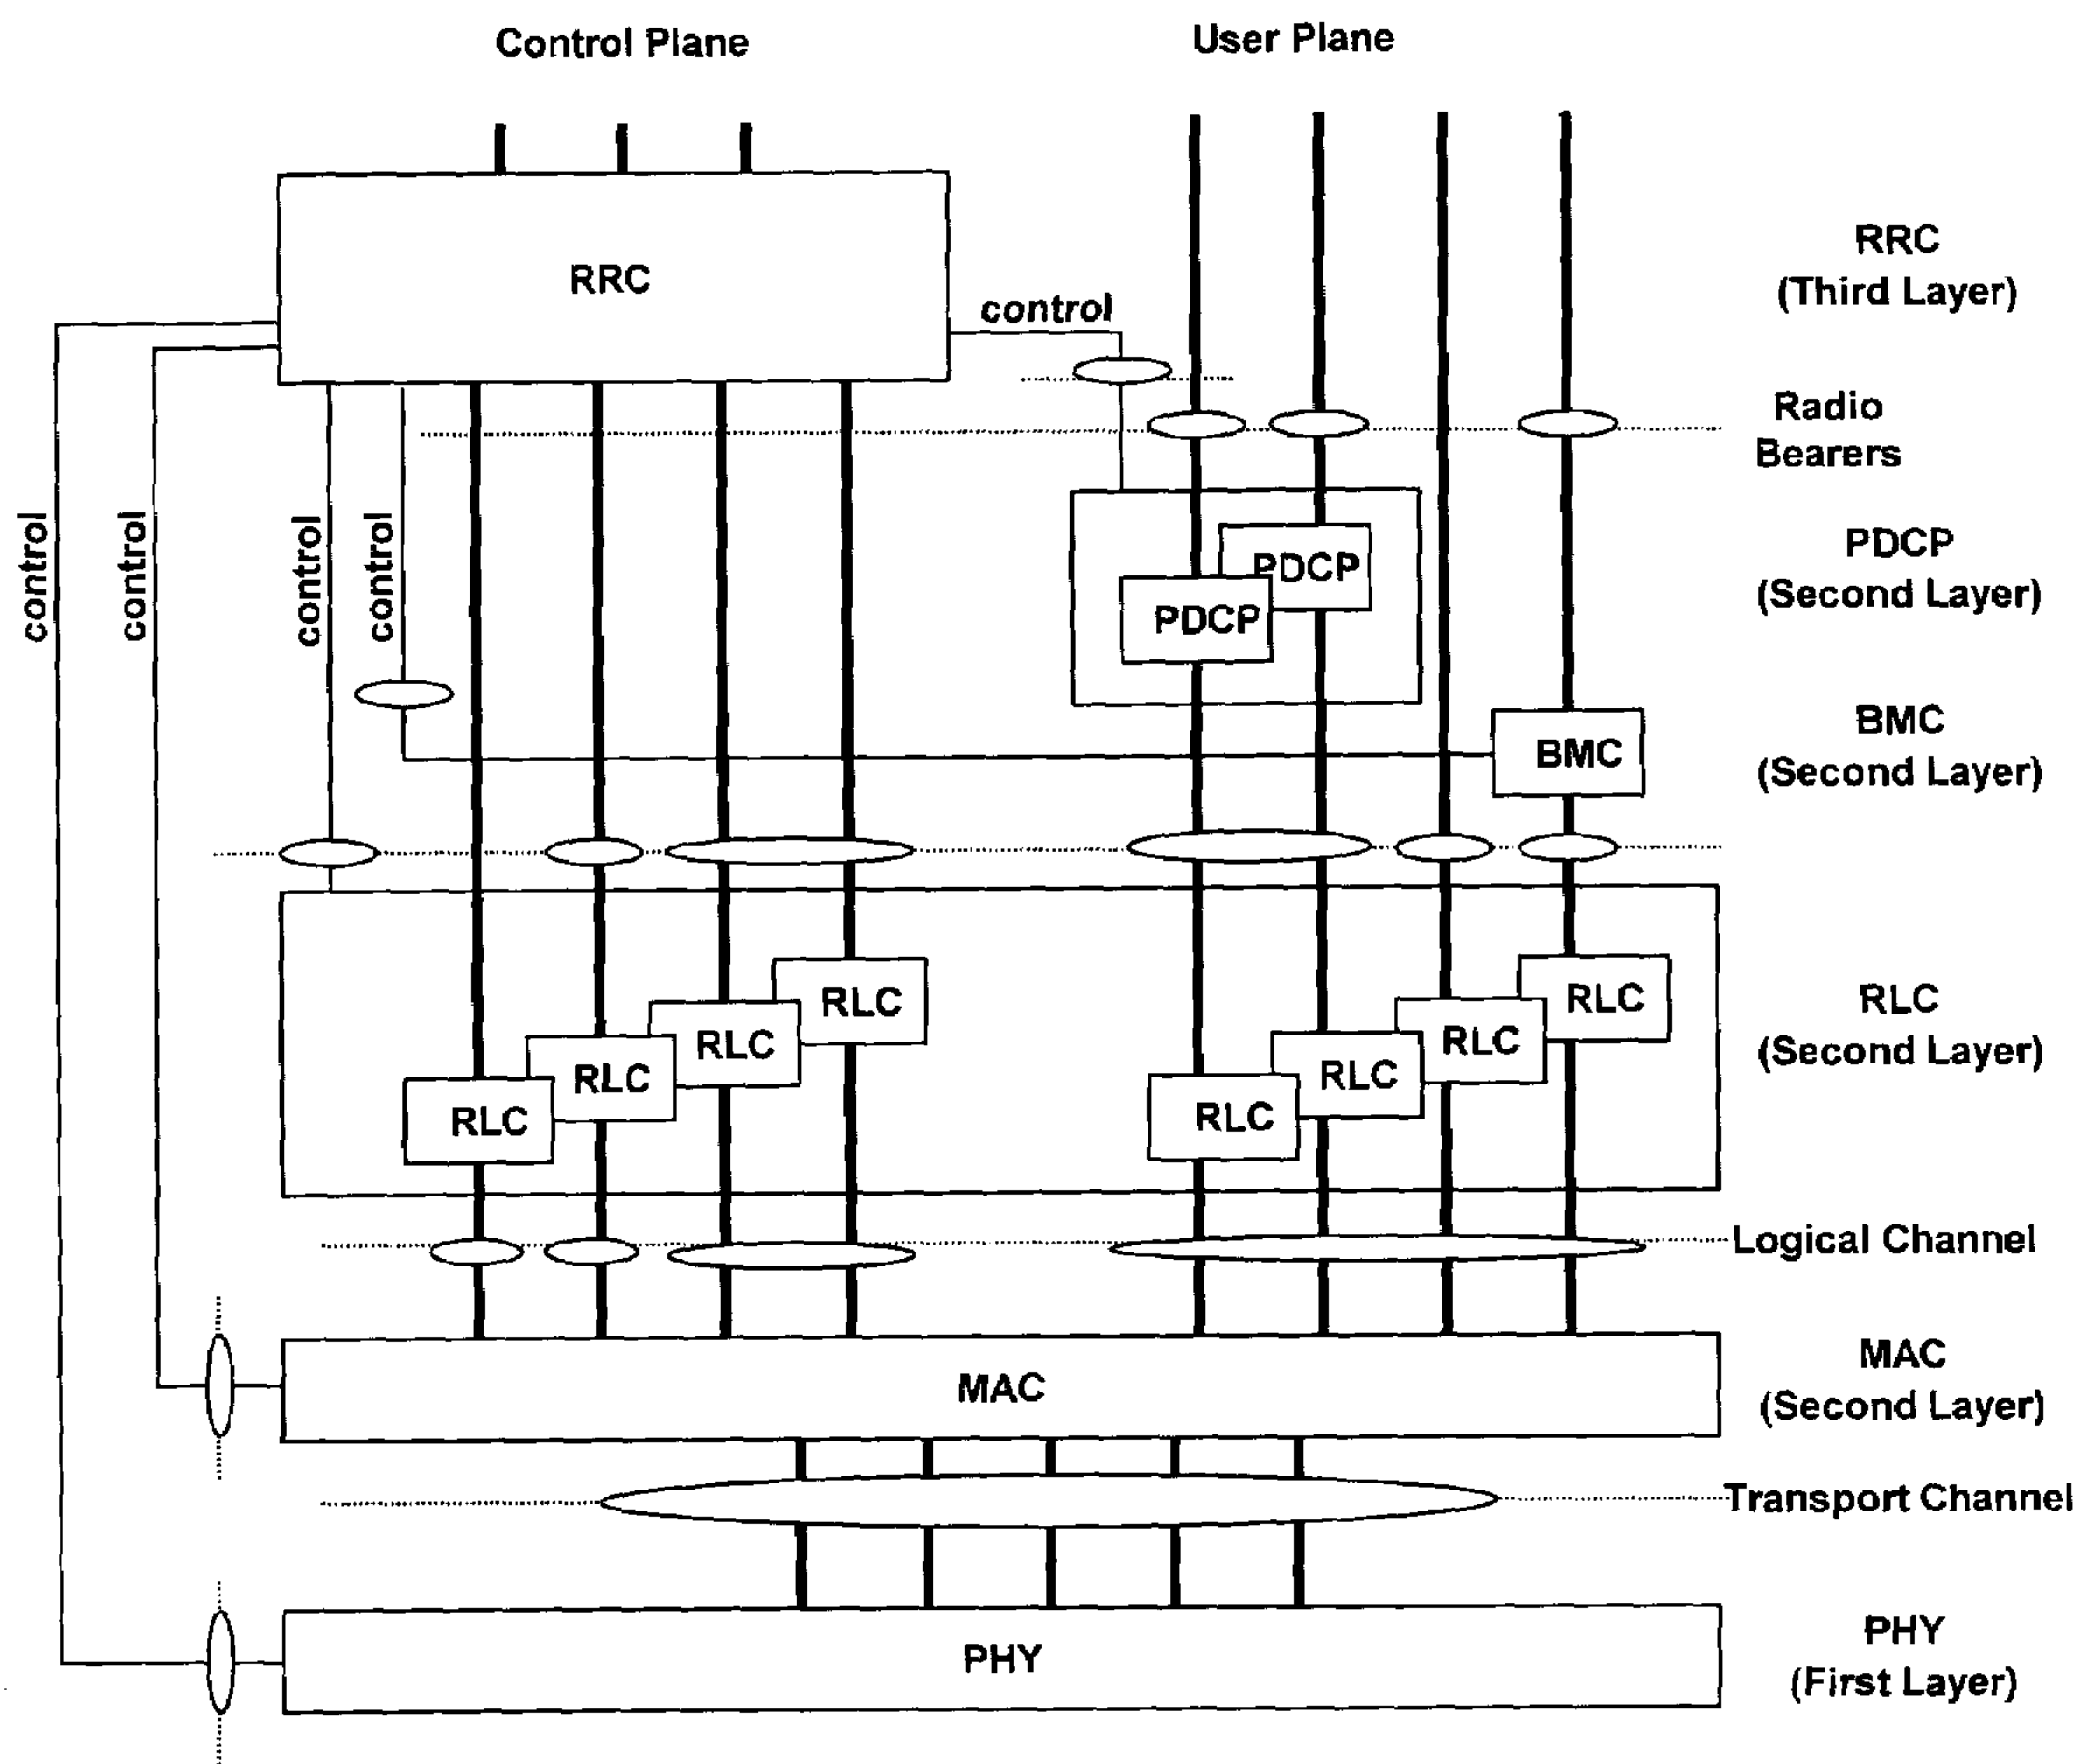 Control Plane
User Plane
RRC
RRC
(Third Layer)
control
Radio
Bearers
control
control
control
control
PDCP
PDCP
PDCP
(Second Layer)
BMC
BMC
(Second Layer)
RLC
RLC
RLC
RLC
RLC
RLC
RLC
RLC
RLC
(Second Layer)
Logical Channel
MAC
MAC
(Second Layer)
Transport Channel
PHY
PHY
(First Layer)